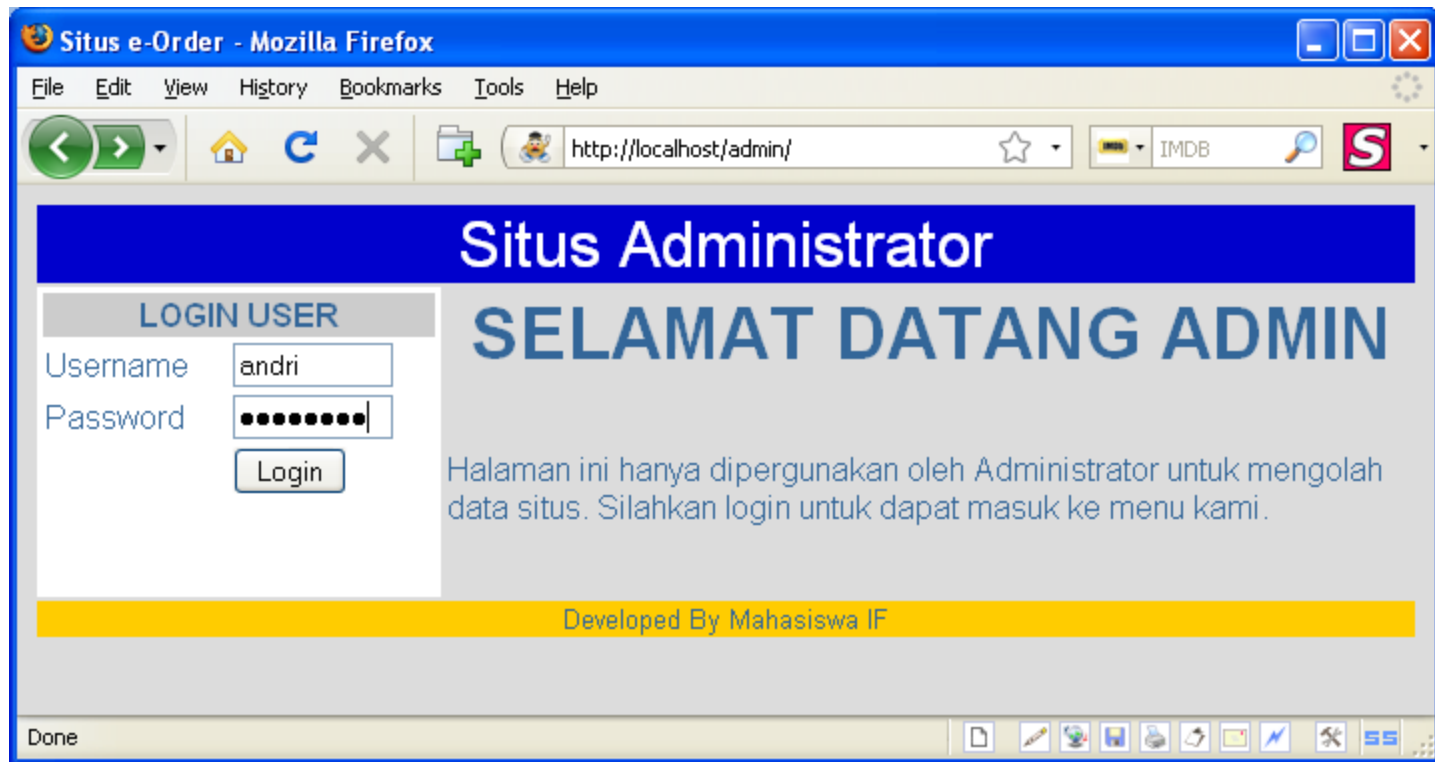 Situs e-Order - Mozilla Firefox
File Edit View History Bookmarks Tools Help
http://localhost/admin/ IMDB S
Situs Administrator
LOGIN USER
Username andri
Password ●●●●●●●●
Login
SELAMAT DATANG ADMIN
Halaman ini hanya dipergunakan oleh Administrator untuk mengolah
data situs. Silahkan login untuk dapat masuk ke menu kami.
Developed By Mahasiswa IF
Done